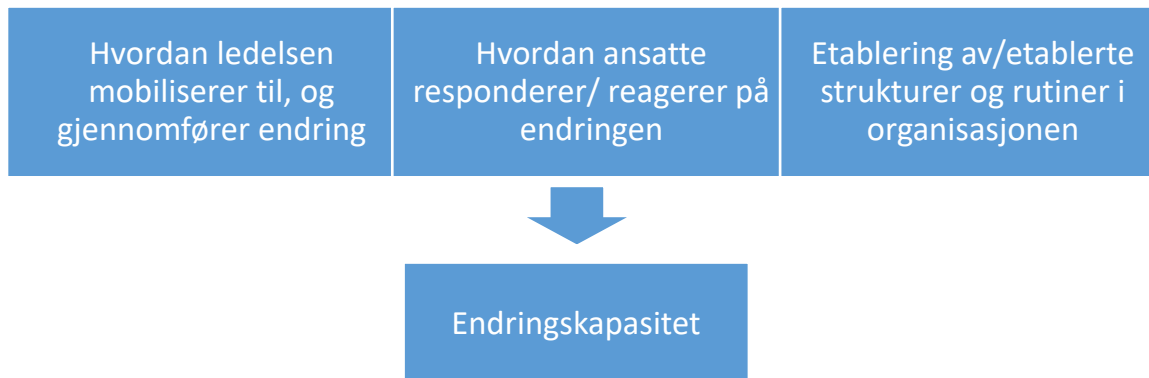 Hvordan ledelsen
mobiliserer til, og
gjennomfører endring
Hvordan ansatte
responderer/ reagerer på
endringen
Etablering av/etablerte
strukturer og rutiner i
organisasjonen
Endringskapasitet